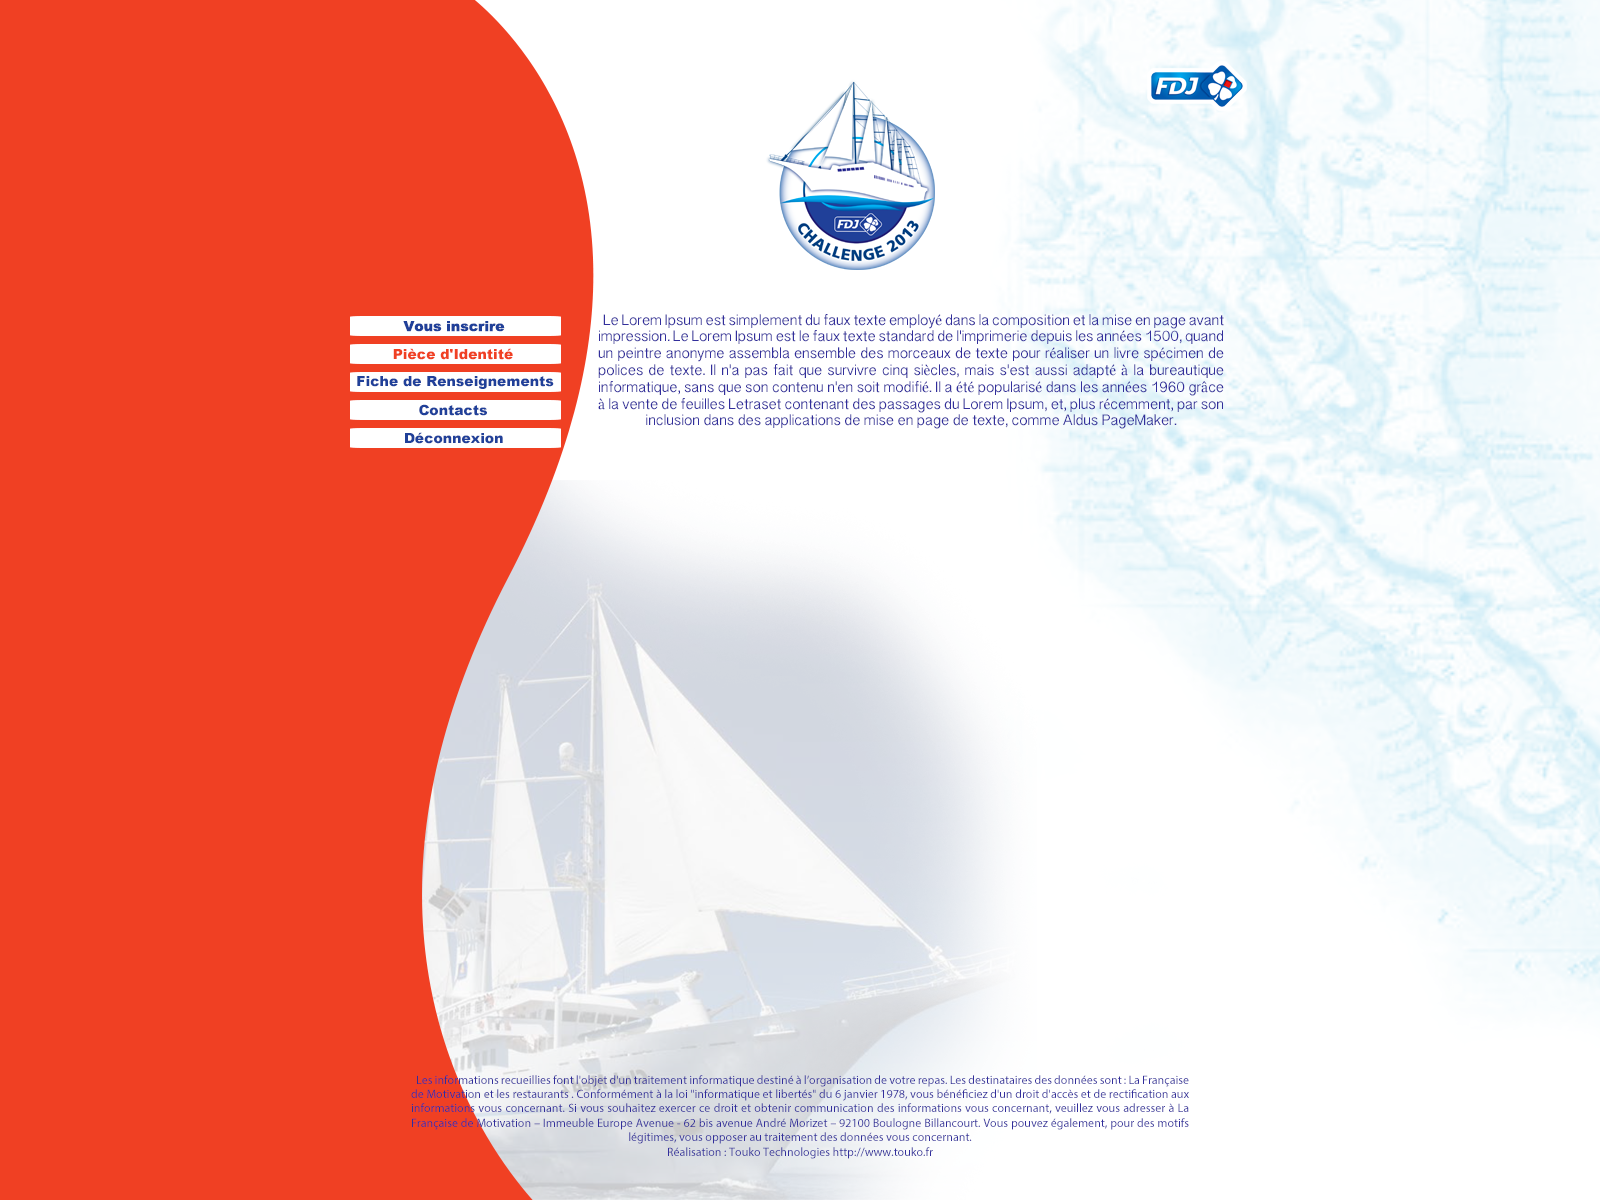 FDJ
FDJ
CHALLENGE 2013
Vous inscrire
Pièce d'Identité
Fiche de Renseignements
Contacts
Déconnexion
Le Lorem Ipsum est simplement du faux texte employé dans la composition et la mise en page avant
impression. Le Lorem Ipsum est le faux texte standard de l'imprimerie depuis les années 1500, quand
un peintre anonyme assembla ensemble des morceaux de texte pour réaliser un livre spécimen de
polices de texte. Il n'a pas fait que survivre cinq siècles, mais s'est aussi adapté à la bureautique
informatique, sans que son contenu n'en soit modifié. Il a été popularisé dans les années 1960 grâce
à la vente de feuilles Letraset contenant des passages du Lorem Ipsum, et, plus récemment, par son
inclusion dans des applications de mise en page de texte, comme Aldus PageMaker.
Les informations recueillies font l'objet d'un traitement informatique destiné à l'organisation de votre repas. Les destinataires des données sont : La Française
de Motivation et les restaurants . Conformément à la loi "informatique et libertés" du 6 janvier 1978, vous bénéficiez d'un droit d'accès et de rectification aux
informations vous concernant. Si vous souhaitez exercer ce droit et obtenir communication des informations vous concernant, veuillez vous adresser à La
Française de Motivation – Immeuble Europe Avenue - 62 bis avenue André Morizet – 92100 Boulogne Billancourt. Vous pouvez également, pour des motifs
légitimes, vous opposer au traitement des données vous concernant.
Réalisation : Touko Technologies http://www.touko.fr